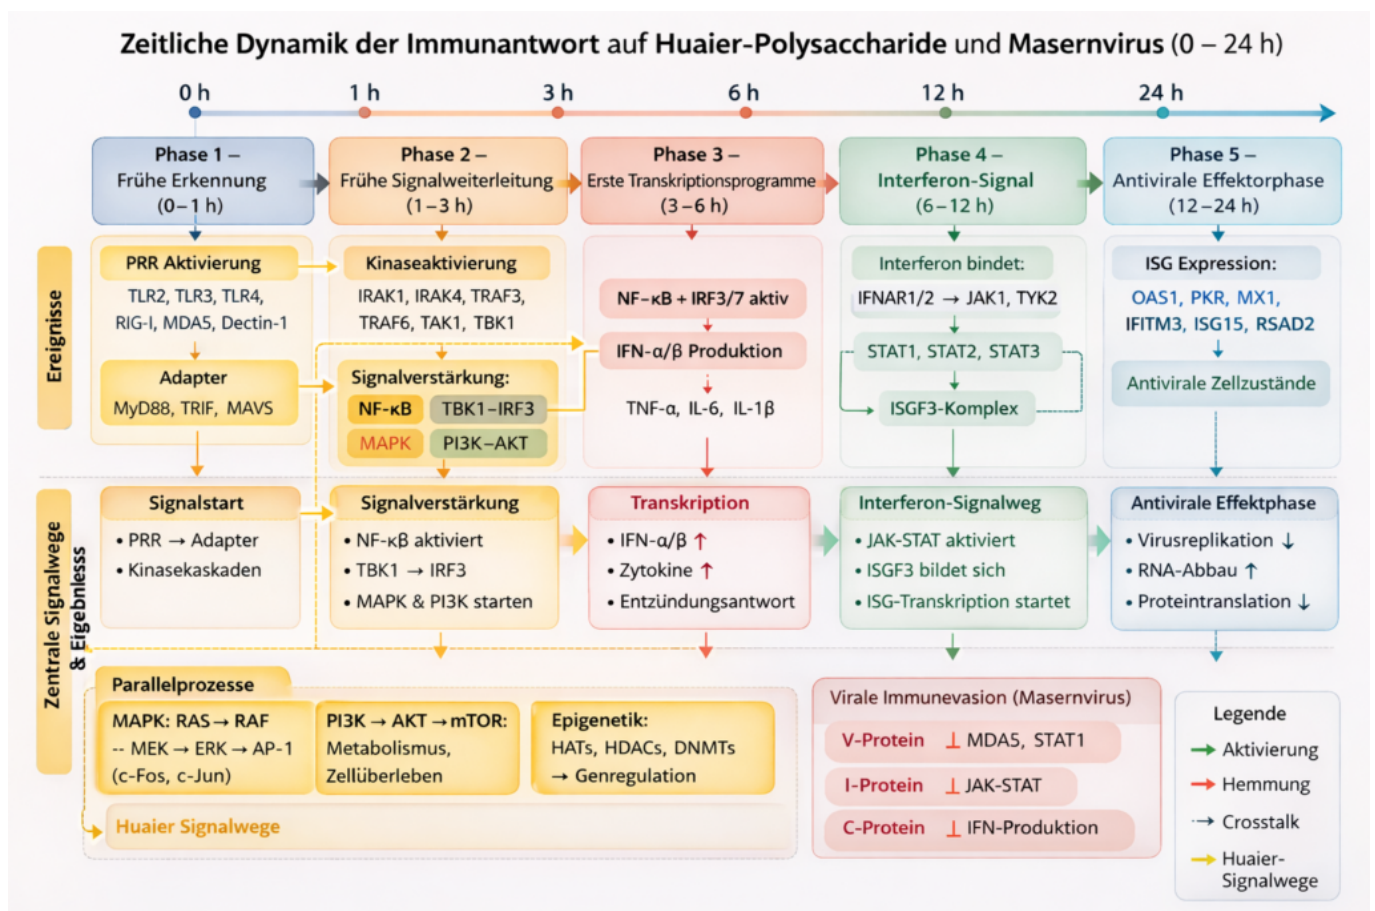 Zeitliche Dynamik der Immunantwort auf Huaier-Polysaccharide und Masernvirus (0 – 24 h)
0 h
1 h
3 h
6 h
12 h
24 h
Phase 1 –
Frühe Erkennung
(0–1 h)
Phase 2 –
Frühe Signalweiterleitung
(1–3 h)
Phase 3 –
Erste Transkriptionsprogramme
(3–6 h)
Phase 4 –
Interferon-Signal
(6–12 h)
Phase 5 –
Antivirale Effektorphase
(12–24 h)
Ereignisse
PRR Aktivierung
TLR2, TLR3, TLR4,
RIG-I, MDA5, Dectin-1
Adapter
MyD88, TRIF, MAVS
Kinaseaktivierung
IRAK1, IRAK4, TRAF3,
TRAF6, TAK1, TBK1
Signalverstärkung:
NF-κB
TBK1–IRF3
MAPK
PI3K–AKT
NF-κB + IRF3/7 aktiv
IFN-α/β Produktion
TNF-α, IL-6, IL-1β
Interferon bindet:
IFNAR1/2 → JAK1, TYK2
STAT1, STAT2, STAT3
ISGF3-Komplex
ISG Expression:
OAS1, PKR, MX1,
IFITM3, ISG15, RSAD2
Antivirale Zellzustände
Zentrale Signalwege
& Eigebnlesss
Signalstart
• PRR → Adapter
• Kinasekaskaden
Signalverstärkung
• NF-κB aktiviert
• TBK1 → IRF3
• MAPK & PI3K starten
Transkription
• IFN-α/β ↑
• Zytokine ↑
• Entzündungsantwort
Interferon-Signalweg
• JAK-STAT aktiviert
• ISGF3 bildet sich
• ISG-Transkription startet
Antivirale Effektphase
• Virusreplikation ↓
• RNA-Abbau ↑
• Proteintranslation ↓
Parallelprozesse
MAPK: RAS → RAF
-- MEK → ERK → AP-1
(c-Fos, c-Jun)
PI3K → AKT → mTOR:
Metabolismus,
Zellüberleben
Epigenetik:
HATs, HDACs, DNMTs
→ Genregulation
Huaier Signalwege
Virale Immunevasion (Masernvirus)
V-Protein ⊥ MDA5, STAT1
I-Protein ⊥ JAK-STAT
C-Protein ⊥ IFN-Produktion
Legende
Aktivierung
Hemmung
Crosstalk
Huaier-
Signalwege